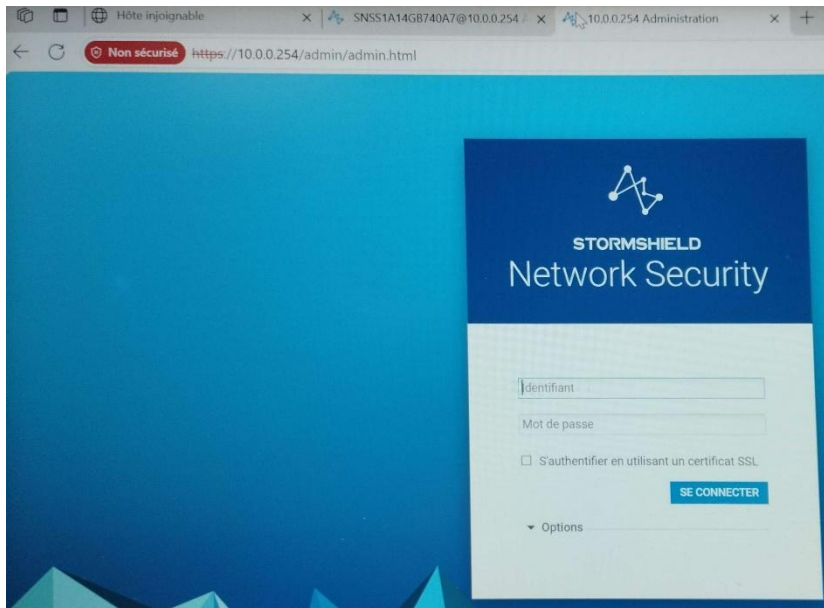 Hôte injoignable
SNSS1A14GB740A7@10.0.0.254 /
10.0.0.254 Administration
Non sécurisé https://10.0.0.254/admin/admin.html
STORMSHIELD
Network Security
Identifiant
Mot de passe
S'authentifier en utilisant un certificat SSL
SE CONNECTER
Options